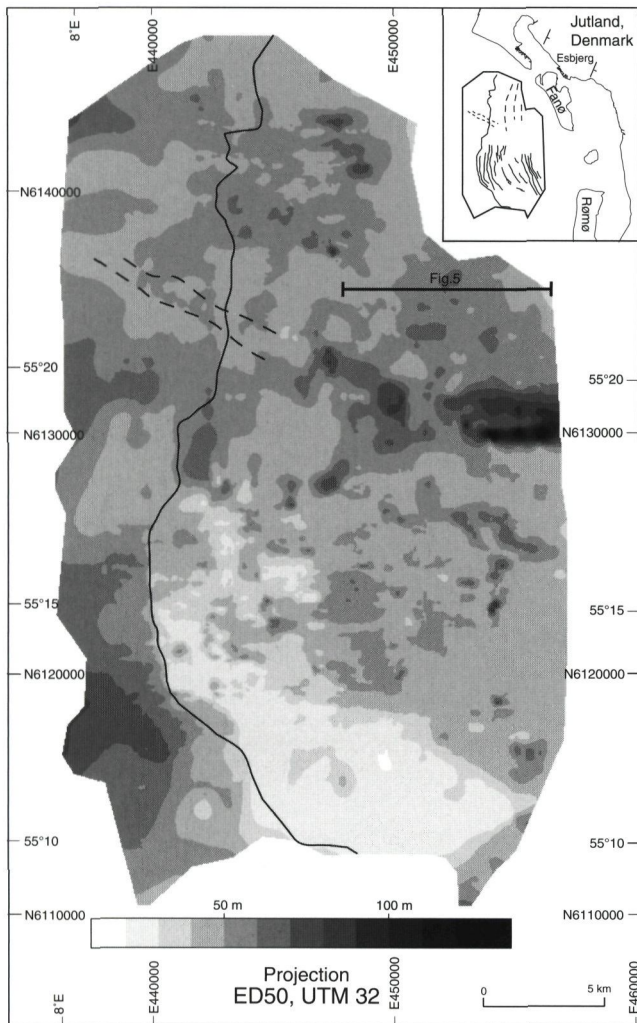 8°E
E440000
E450000
Jutland,
Denmark
Esbjerg
Fanø
Rømø
N6140000
Fig.5
55°20
55°20
N6130000
N6130000
55°15
55°15
N6120000
N6120000
55°10
55°10
N6110000
N6110000
50 m
100 m
Projection
ED50, UTM 32
0
5 km
8°E
E440000
E450000
E460000